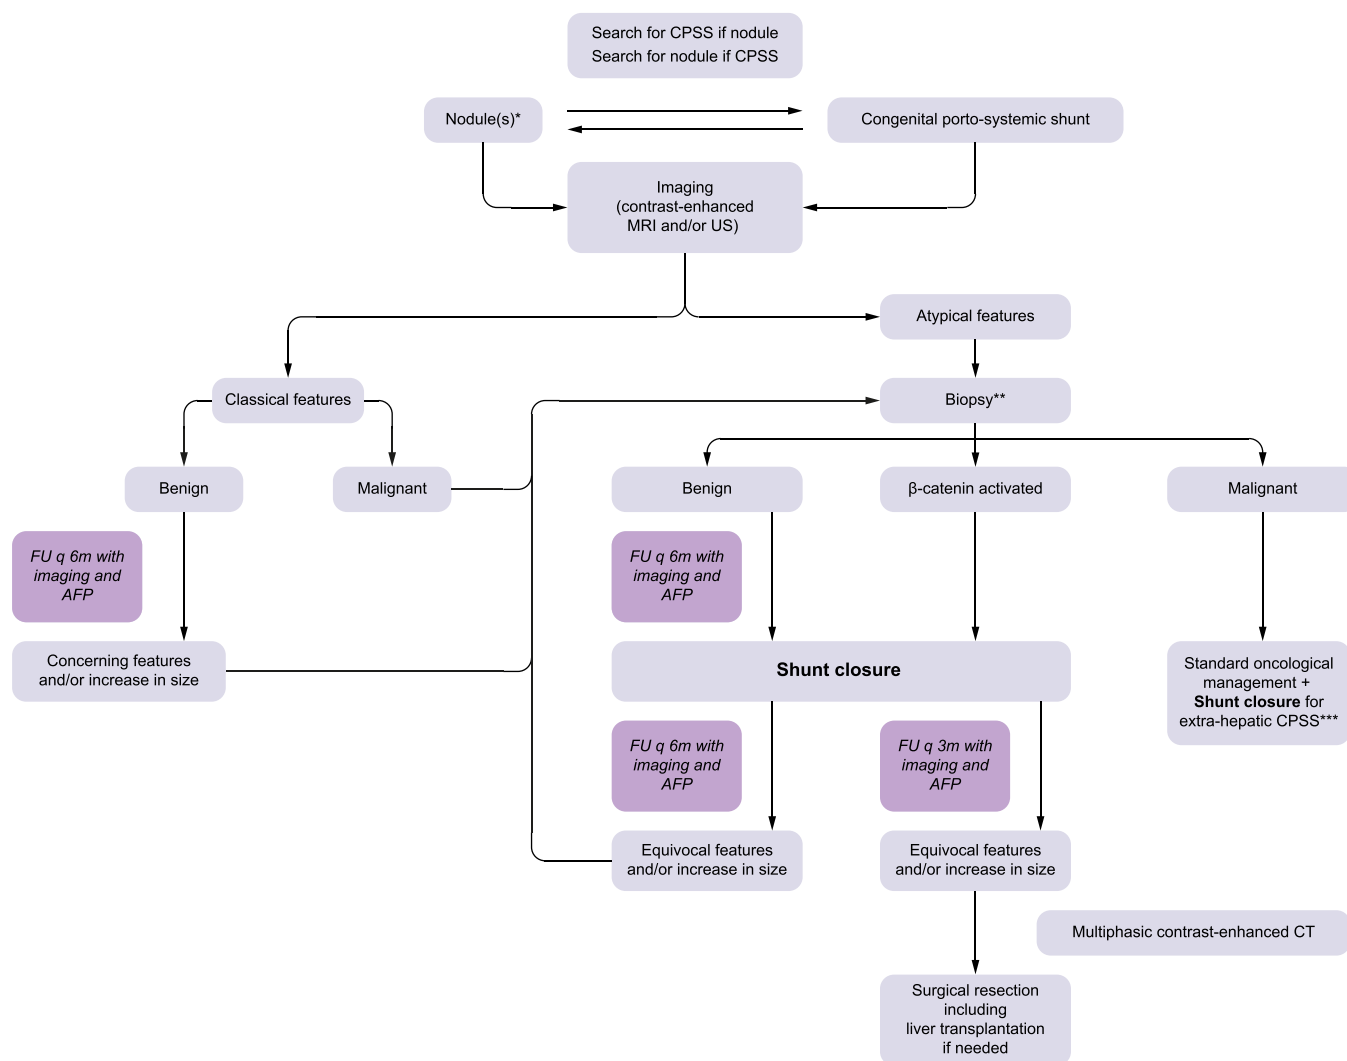 Search for CPSS if nodule
Search for nodule if CPSS
Nodule(s)*
Congenital porto-systemic shunt
Imaging
(contrast-enhanced
MRI and/or US)
Atypical features
Classical features
Biopsy**
Benign
Malignant
Benign
β-catenin activated
Malignant
FU q 6m with
imaging and
AFP
FU q 6m with
imaging and
AFP
Concerning features
and/or increase in size
Shunt closure
Standard oncological
management +
Shunt closure for
extra-hepatic CPSS***
FU q 6m with
imaging and
AFP
FU q 3m with
imaging and
AFP
Equivocal features
and/or increase in size
Equivocal features
and/or increase in size
Multiphasic contrast-enhanced CT
Surgical resection
including
liver transplantation
if needed